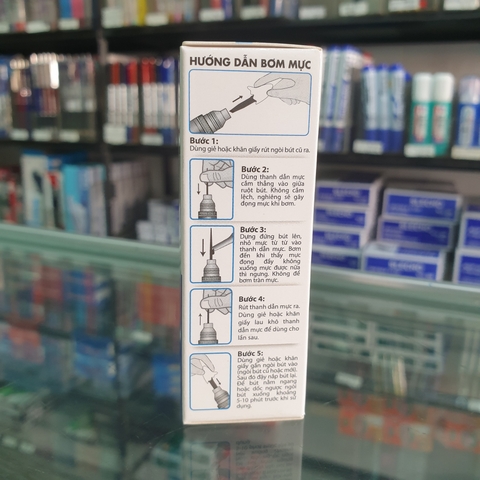 HƯỚNG DẪN BƠM MỰC
Bước 1:
Dùng giẻ hoặc khăn giấy rút ngòi bút cũ ra.
Bước 2:
Dùng thanh dẫn mực
cắm thẳng vào giữa
ruột bút. Không cắm
lệch, nghiêng sẽ gây
đọng mực khi bơm.
Bước 3:
Dựng đứng bút lên,
nhỏ mực từ từ vào
thanh dẫn mực. Bơm
đến khi thấy mực
đọng đầy không
xuống mực được nữa
thì ngưng. Không để
bơm tràn mực.
Bước 4:
Rút thanh dẫn mực ra.
Dùng giẻ hoặc khăn
giấy lau khô thanh
dẫn mực để dùng cho
lần sau.
Bước 5:
Dùng giẻ hoặc khăn
giấy gắn ngòi bút vào
(ngòi bút cũ hoặc mới).
Sau đó đậy nắp bút lại.
Để bút nằm ngang
hoặc dốc ngược ngòi
bút xuống khoảng
5-10 phút trước khi sử
dụng.